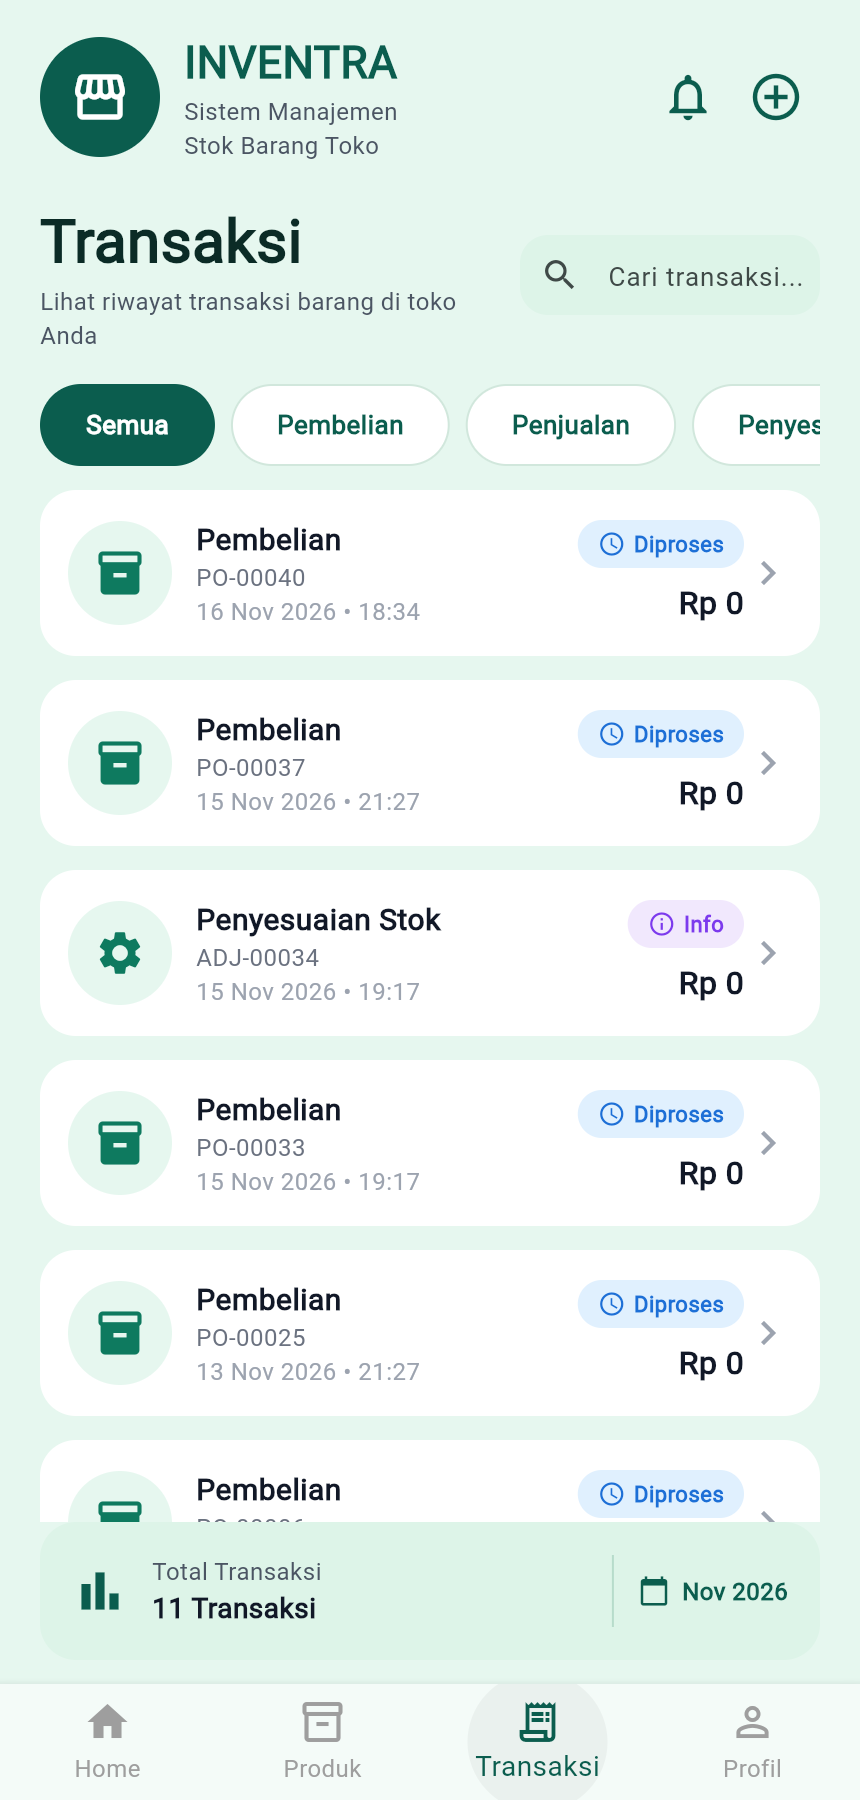 INVENTRA
Sistem Manajemen
Stok Barang Toko
Transaksi
Lihat riwayat transaksi barang di toko
Anda
Cari transaksi...
Semua
Pembelian
Penjualan
Penyes
Pembelian
PO-00040
16 Nov 2026 • 18:34
Diproses
Rp 0
Pembelian
PO-00037
15 Nov 2026 • 21:27
Diproses
Rp 0
Penyesuaian Stok
ADJ-00034
15 Nov 2026 • 19:17
Info
Rp 0
Pembelian
PO-00033
15 Nov 2026 • 19:17
Diproses
Rp 0
Pembelian
PO-00025
13 Nov 2026 • 21:27
Diproses
Rp 0
Pembelian
Diproses
Total Transaksi
11 Transaksi
Nov 2026
Home
Produk
Transaksi
Profil